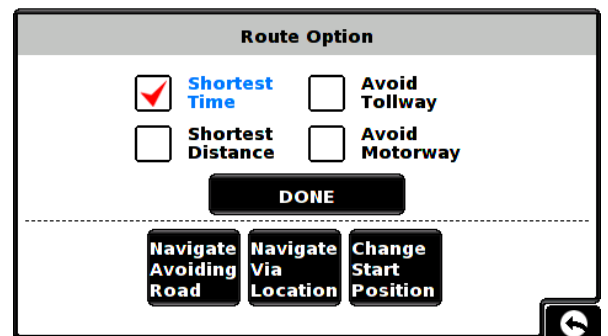 Route Option
Shortest
Time
Avoid
Tollway
Shortest
Distance
Avoid
Motorway
DONE
Navigate
Avoiding
Road
Navigate
Via
Location
Change
Start
Position